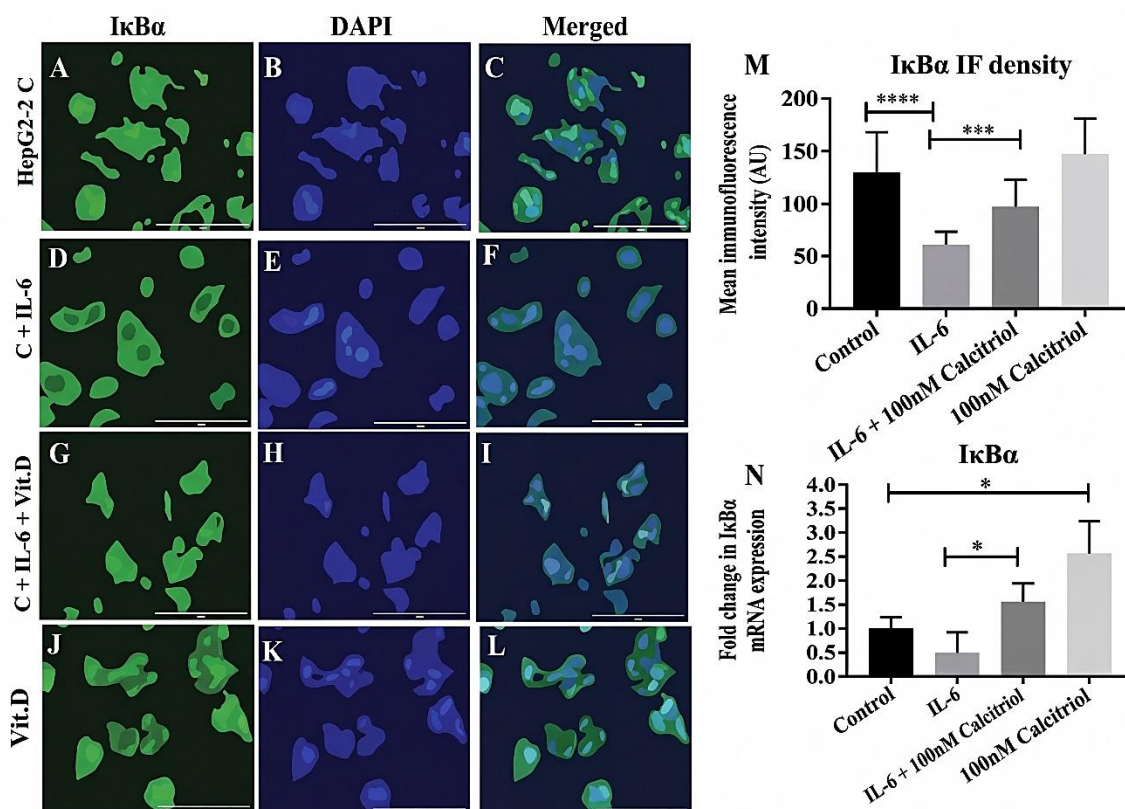 IκBα DAPI Merged
HepG2-C
A B C
C + IL-6
D E F
C + IL-6 + Vit.D
G H I
Vit.D
J K L
M IκBα IF density
Mean immunofluorescence
intensity (AU)
200
150
100
50
0
**** ***
Control
IL-6
IL-6 + 100nM Calcitriol
100nM Calcitriol
N IκBα
Fold change in IκBα
mRNA expression
4.0
3.5
3.0
2.5
2.0
1.5
1.0
0.5
0.0
*
*
Control
IL-6
IL-6 + 100nM Calcitriol
100nM Calcitriol